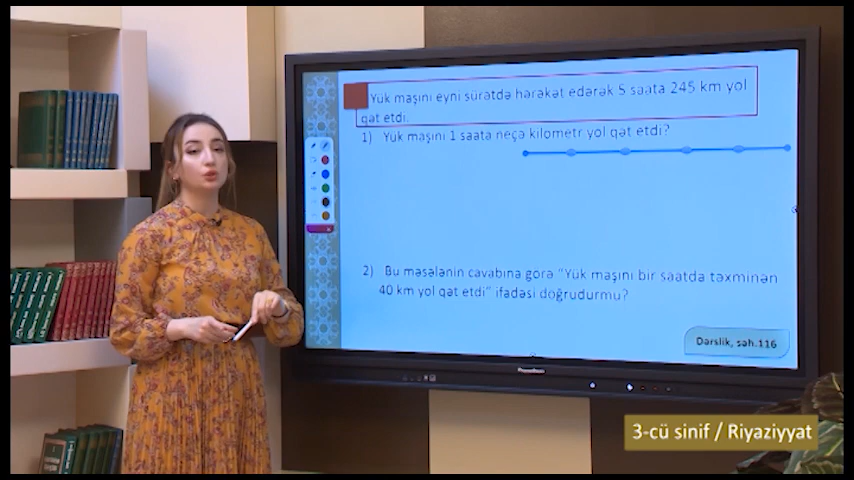 Yük maşını eyni sürətdə hərəkət edərək 5 saata 245 km yol
qət etdi.
1) Yük maşını 1 saata neçə kilometr yol qət etdi?
2) Bu məsələnin cavabına görə "Yük maşını bir saatda təxminən
40 km yol qət etdi" ifadəsi doğrudurmu?
Dərslik, səh.116
Promethean
3-cü sinif / Riyaziyyat